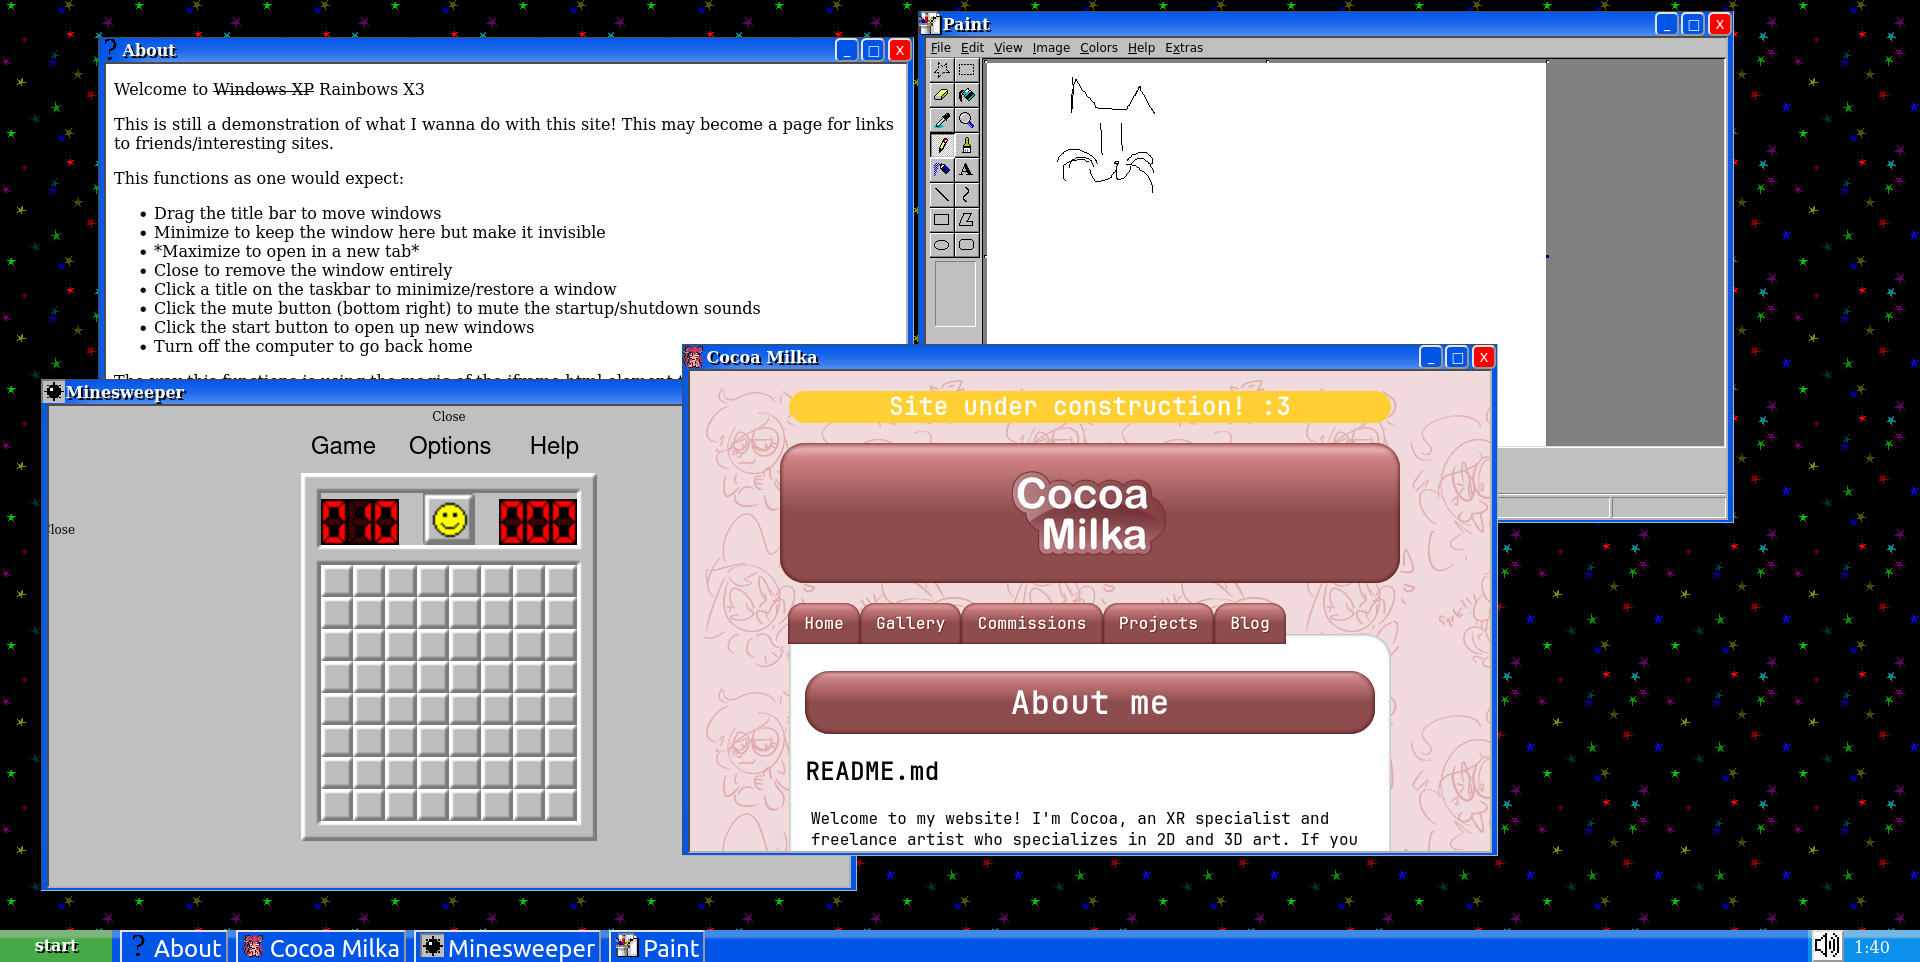 About
Welcome to Windows XP Rainbows X3
This is still a demonstration of what I wanna do with this site! This may become a page for links
to friends/interesting sites.
This functions as one would expect:
• Drag the title bar to move windows
• Minimize to keep the window here but make it invisible
• *Maximize to open in a new tab*
• Close to remove the window entirely
• Click a title on the taskbar to minimize/restore a window
• Click the mute button (bottom right) to mute the startup/shutdown sounds
• Click the start button to open up new windows
• Turn off the computer to go back home
Paint
File Edit View Image Colors Help Extras
Minesweeper
Close
Game Options Help
010 000
Close
Cocoa Milka
Site under construction! :3
Cocoa
Milka
Home Gallery Commissions Projects Blog
About me
README.md
Welcome to my website! I'm Cocoa, an XR specialist and
freelance artist who specializes in 2D and 3D art. If you
start ? About Cocoa Milka Minesweeper Paint 1:40